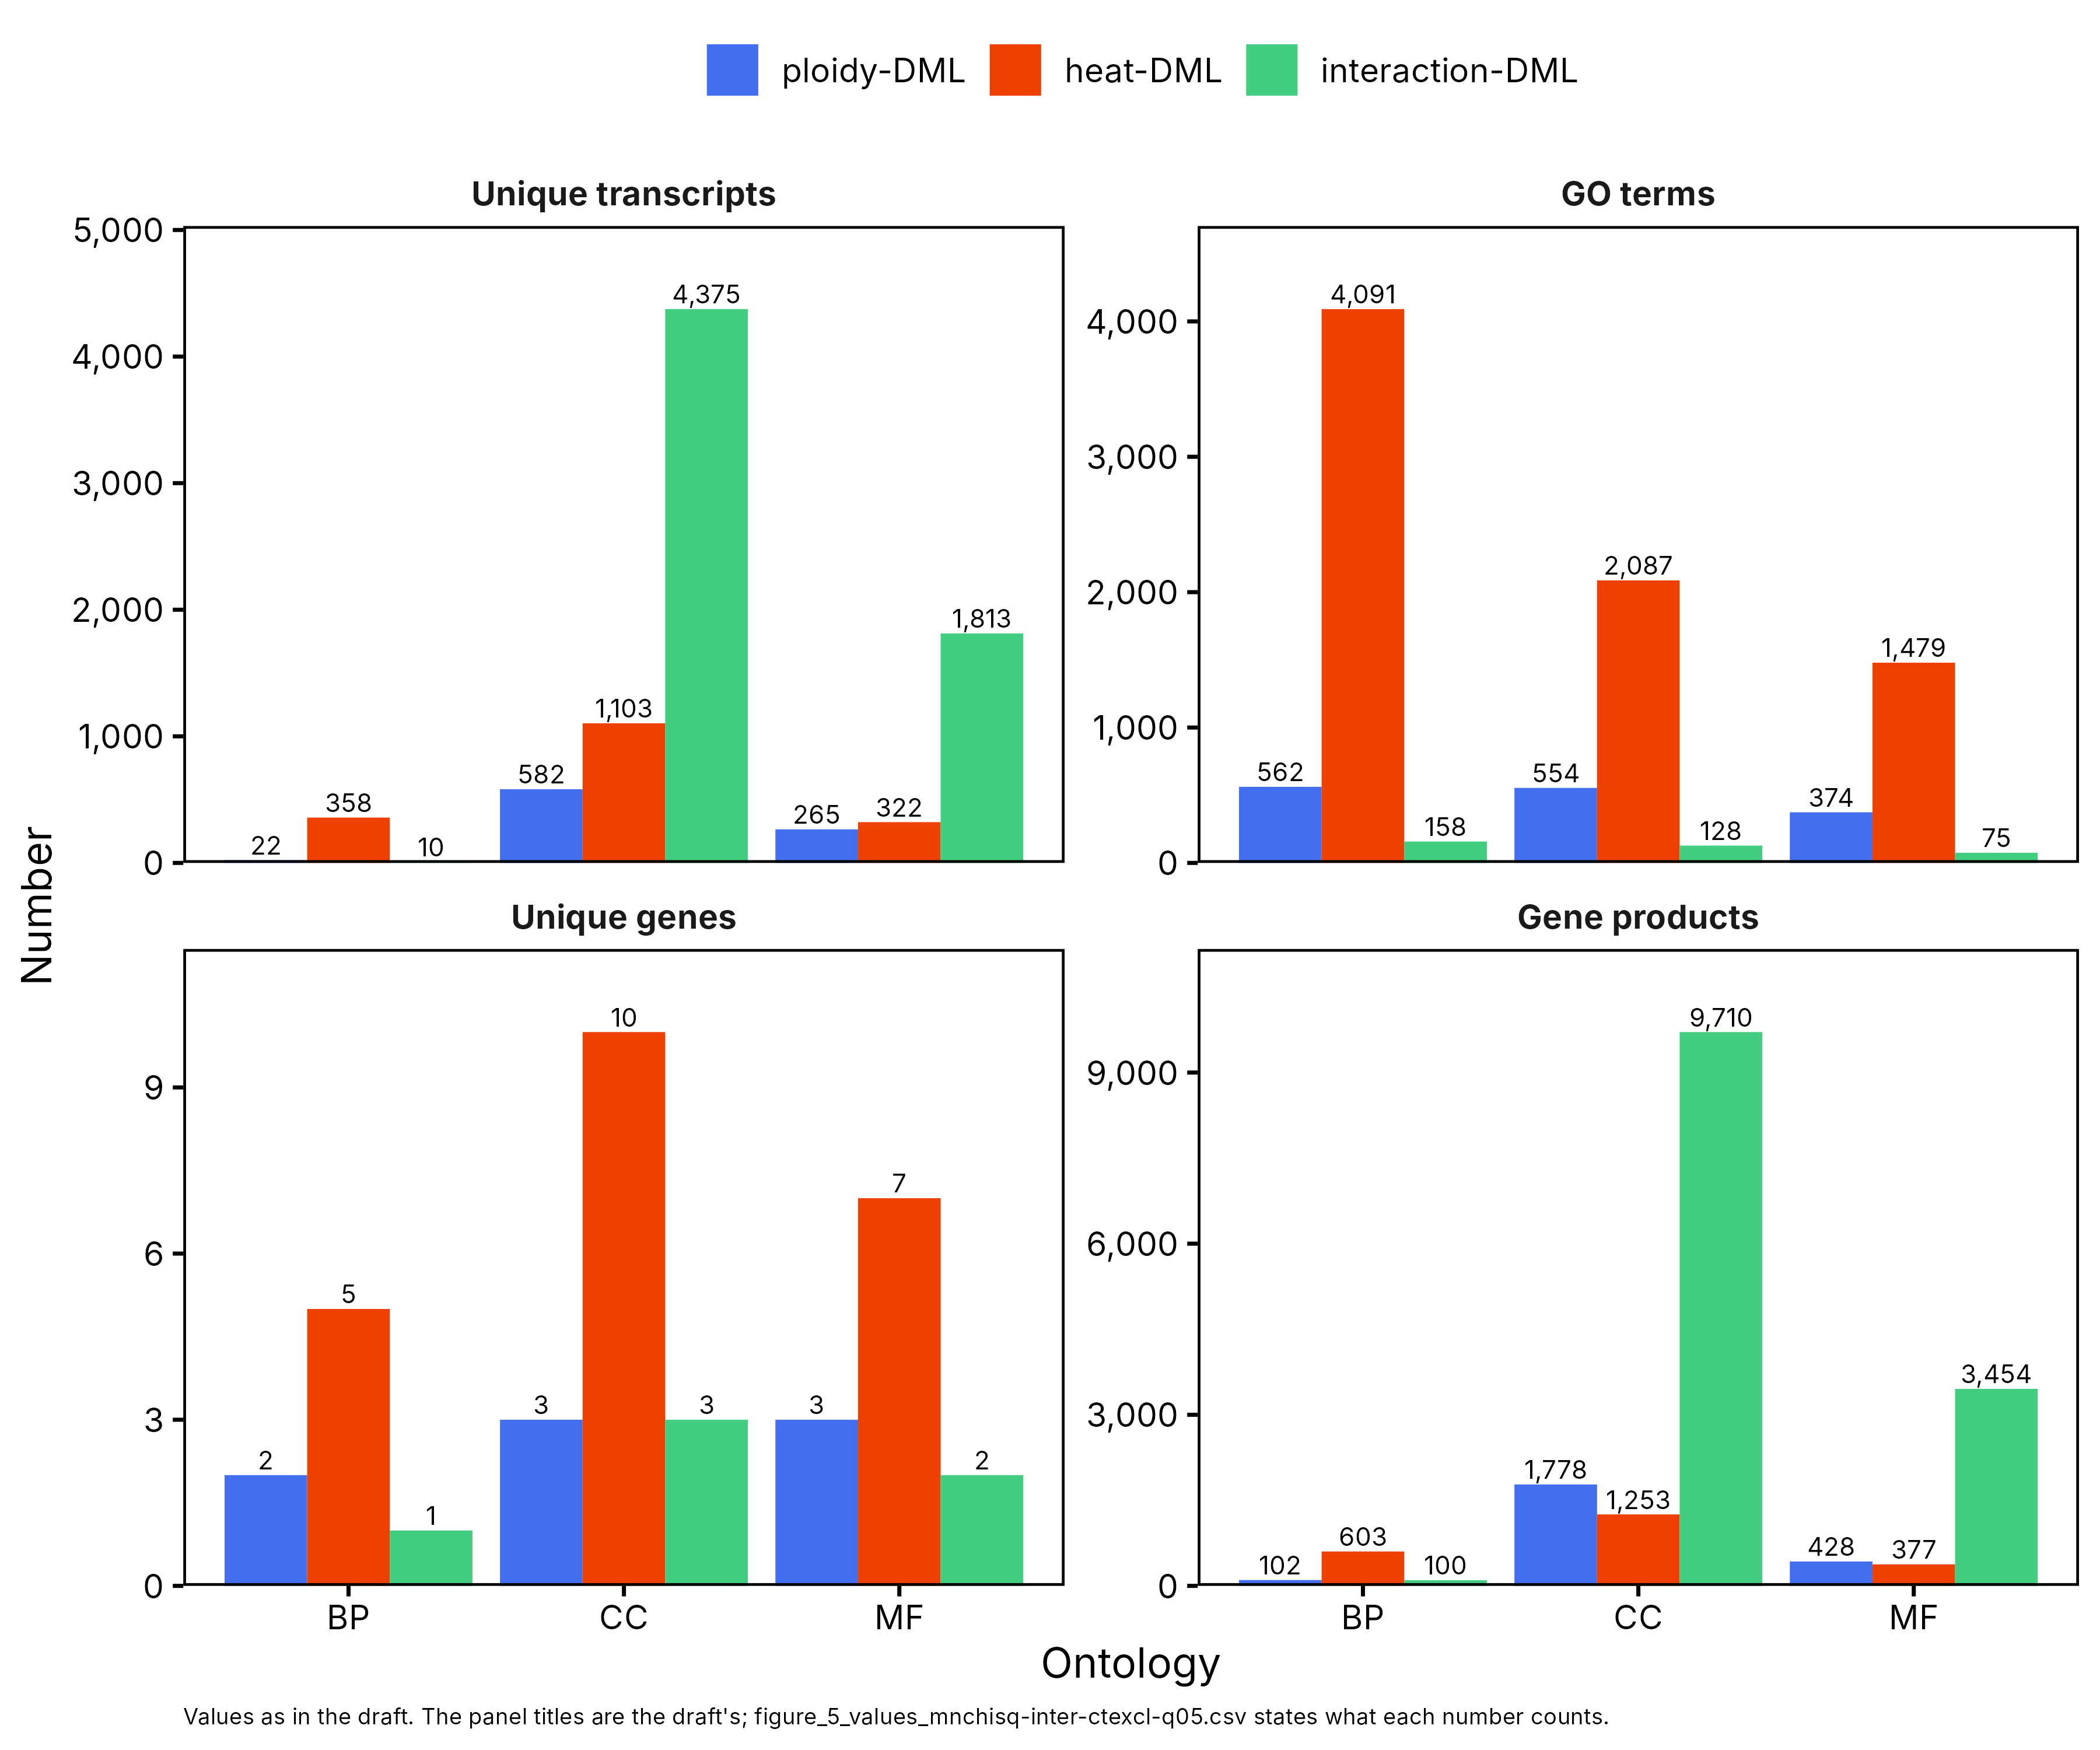 ploidy-DML heat-DML interaction-DML
Unique transcripts
5,000
4,000
3,000
2,000
1,000
0
22 358 10
582 1,103 4,375
265 322 1,813
GO terms
4,000
3,000
2,000
1,000
0
562 4,091 158
554 2,087 128
374 1,479 75
Number
Unique genes
9
6
3
0
2 5 1
3 10 3
3 7 2
BP CC MF
Gene products
9,000
6,000
3,000
0
102 603 100
1,778 1,253 9,710
428 377 3,454
BP CC MF
Ontology
Values as in the draft. The panel titles are the draft's; figure_5_values_mnchisq-inter-ctexcl-q05.csv states what each number counts.